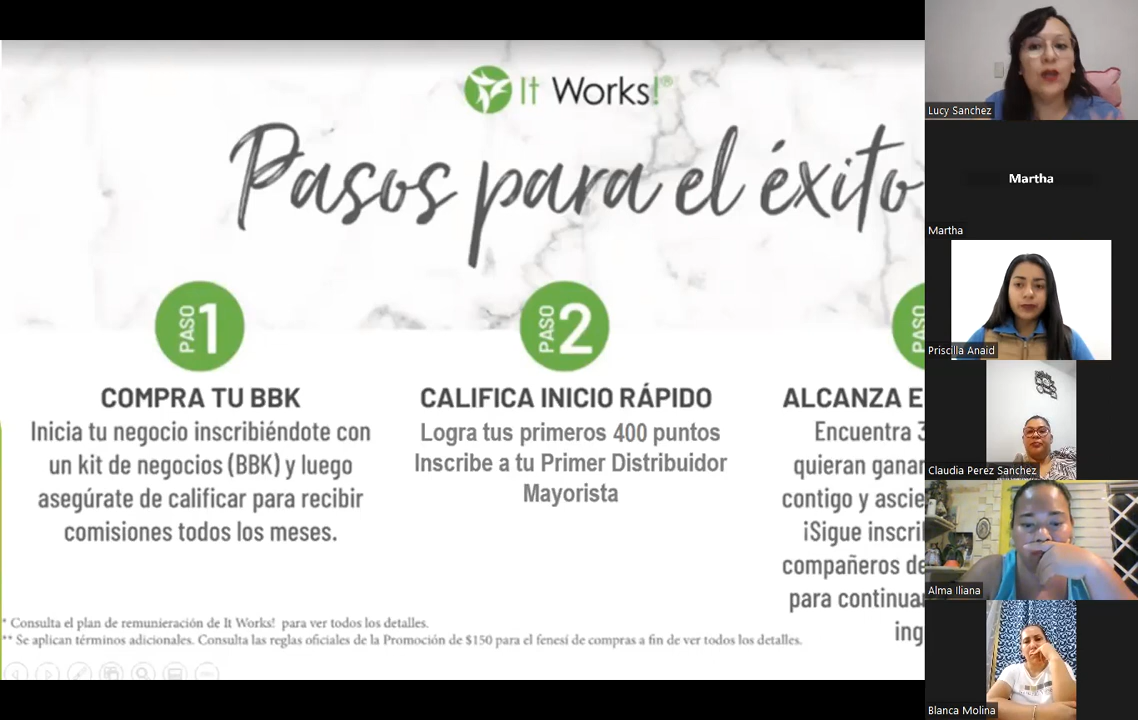 It Works!®
Pasos para el éxito
PASO 1
COMPRA TU BBK
Inicia tu negocio inscribiéndote con
un kit de negocios (BBK) y luego
asegúrate de calificar para recibir
comisiones todos los meses.
PASO 2
CALIFICA INICIO RÁPIDO
Logra tus primeros 400 puntos
Inscribe a tu Primer Distribuidor
Mayorista
PASO
ALCANZA E
Encuentra 3
quieran ganar
contigo y ascie
¡Sigue inscri
compañeros de
para continua
ing
* Consulta el plan de remunieración de It Works! para ver todos los detalles.
** Se aplican términos adicionales. Consulta las reglas oficiales de la Promoción de $150 para el fenesí de compras a fin de ver todos los detalles.
Lucy Sanchez
Martha
Martha
Priscilla Anaid
Claudia Perez Sanchez
Alma Iliana
Blanca Molina